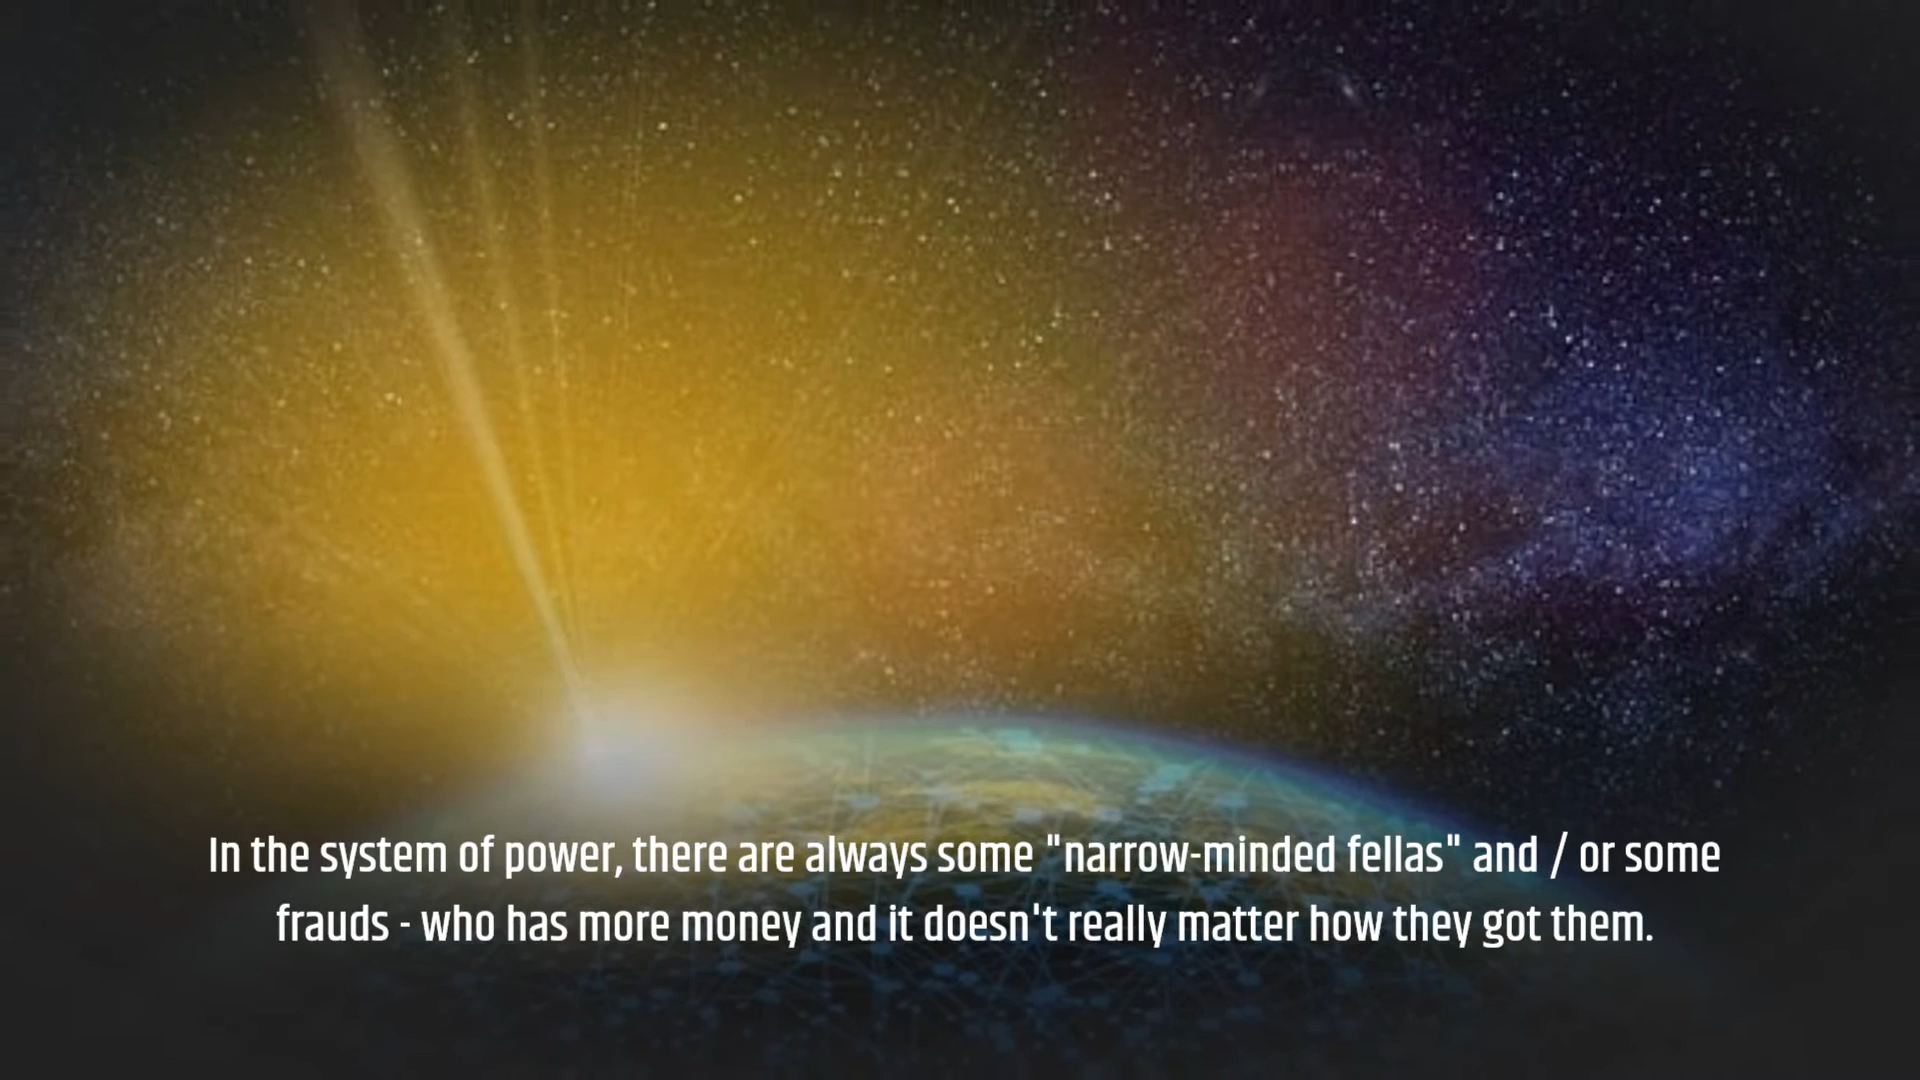 In the system of power, there are always some "narrow-minded fellas" and / or some
frauds - who has more money and it doesn't really matter how they got them.